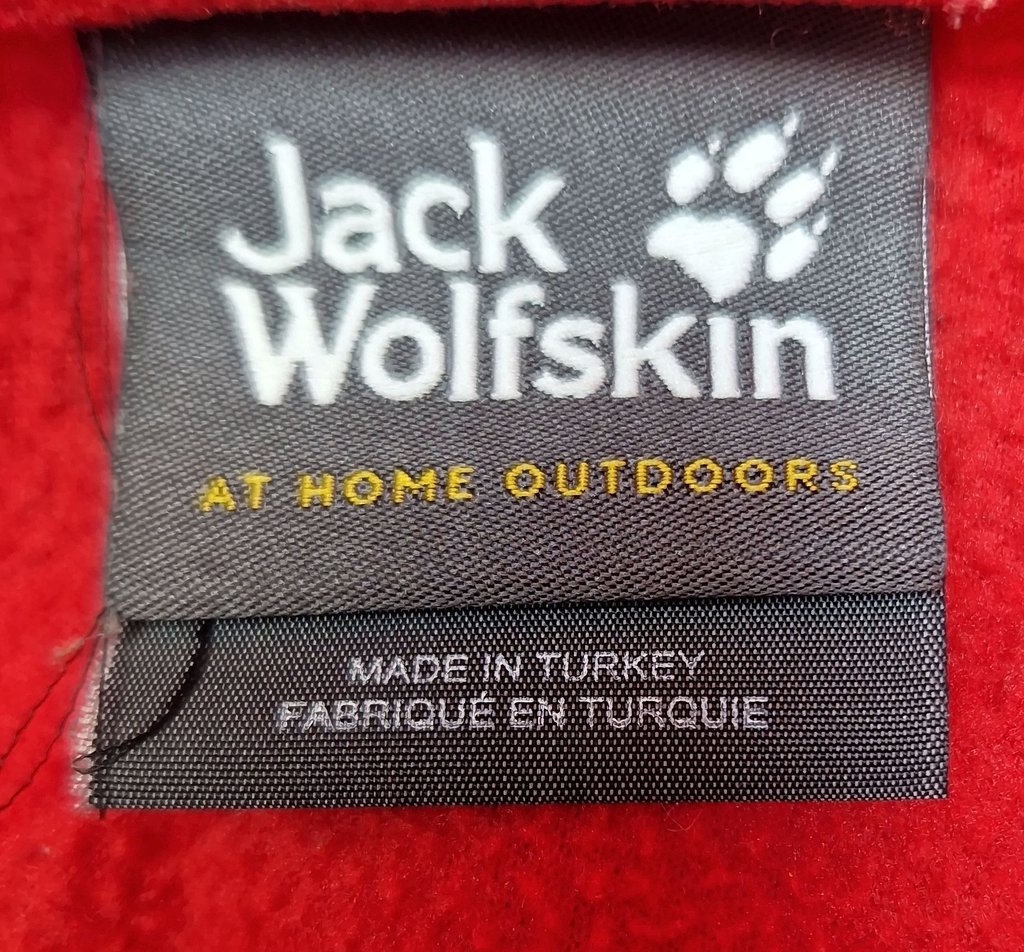 Jack
Wolfskin
AT HOME OUTDOORS
MADE IN TURKEY
FABRIQUÉ EN TURQUIE